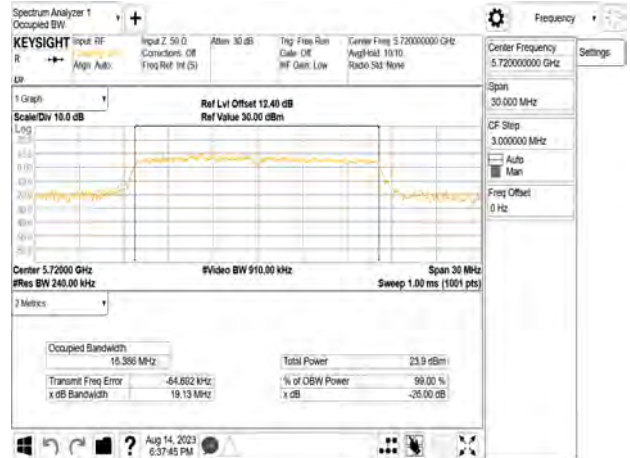 Spectrum Analyzer 1
Occupied BW
Frequency
KEYSIGHT Input: RF
R
Align: Auto
Input Z: 50 Ω
Corrections: Off
Freq Ref: Int (S)
Atten: 30 dB
Trig: Free Run
Gate: Off
#IF Gain: Low
Center Freq: 5.720000000 GHz
Avg|Hold: 10/10
Radio Std: None
Center Frequency
5.720000000 GHz
Settings
Span
30.000 MHz
CF Step
3.000000 MHz
Auto
Man
Freq Offset
0 Hz
1 Graph
Scale/Div 10.0 dB
Ref Lvl Offset 12.40 dB
Ref Value 30.00 dBm
Log
Center 5.72000 GHz
#Video BW 910.00 kHz
Span 30 MHz
#Res BW 240.00 kHz
Sweep 1.00 ms (1001 pts)
2 Metrics
Occupied Bandwidth
16.386 MHz
Total Power
23.9 dBm
Transmit Freq Error
-64.602 kHz
% of OBW Power
99.00 %
x dB Bandwidth
19.13 MHz
x dB
-26.00 dB
?
Aug 14, 2023
6:37:45 PM